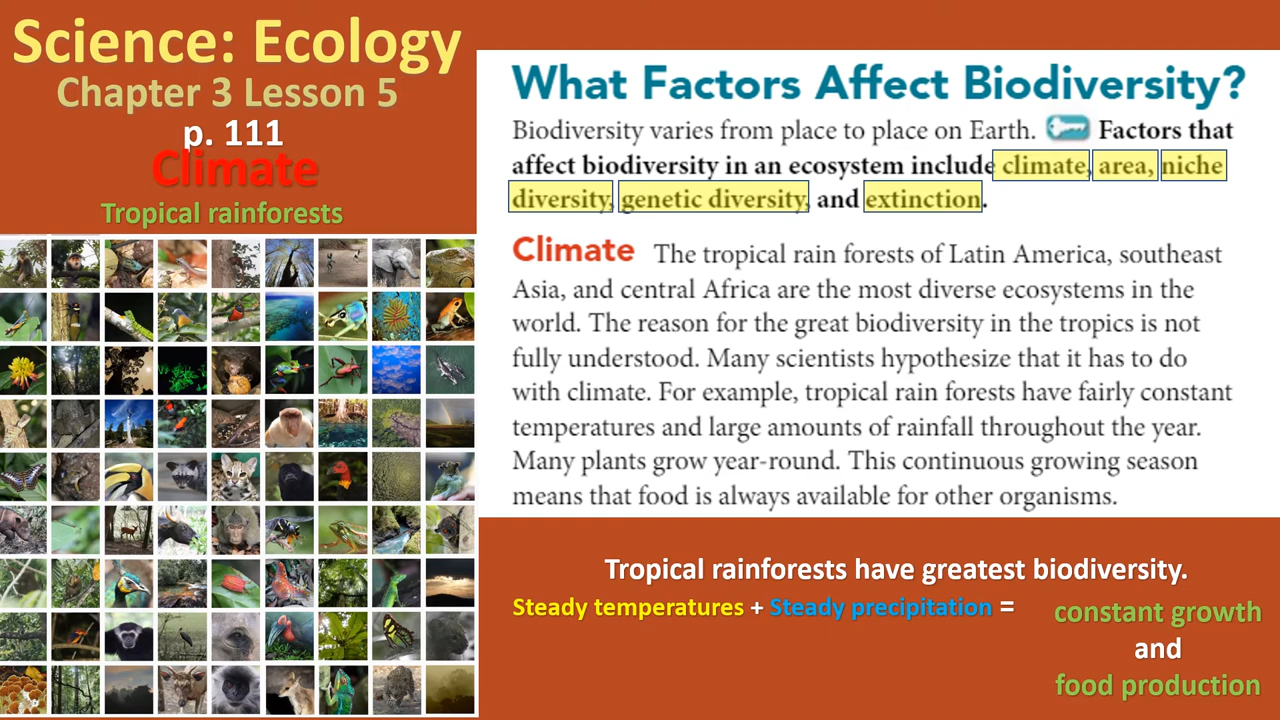 Science: Ecology
Chapter 3 Lesson 5
p. 111
Climate
Tropical rainforests
What Factors Affect Biodiversity?
Biodiversity varies from place to place on Earth. Factors that
affect biodiversity in an ecosystem include climate, area, niche
diversity, genetic diversity, and extinction.
Climate The tropical rain forests of Latin America, southeast
Asia, and central Africa are the most diverse ecosystems in the
world. The reason for the great biodiversity in the tropics is not
fully understood. Many scientists hypothesize that it has to do
with climate. For example, tropical rain forests have fairly constant
temperatures and large amounts of rainfall throughout the year.
Many plants grow year-round. This continuous growing season
means that food is always available for other organisms.
Tropical rainforests have greatest biodiversity.
Steady temperatures + Steady precipitation =
constant growth
and
food production